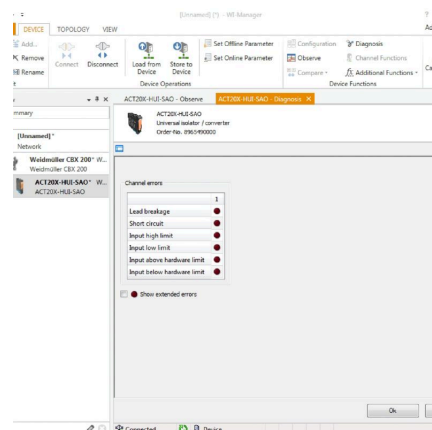 [Unnamed] (*) - WI-Manager
?
DEVICE TOPOLOGY VIEW
Add...
Remove
Rename
Connect
Disconnect
Load from Device
Store to Device
Set Offline Parameter
Set Online Parameter
Configuration
Observe
Compare
Diagnosis
Channel Functions
Additional Functions
Device Operations
Device Functions
ACT20X-HUI-SAO - Observe
ACT20X-HUI-SAO - Diagnosis
ACT20X-HUI-SAO
Universal isolator / converter
Order-No. 8965490000
[Unnamed]*
Network
Weidmüller CBX 200* W...
Weidmüller CBX 200
ACT20X-HUI-SAO* W...
ACT20X-HUI-SAO
Channel errors
1
Lead breakage
Short circuit
Input high limit
Input low limit
Input above hardware limit
Input below hardware limit
Show extended errors
Ok
Connected
Device